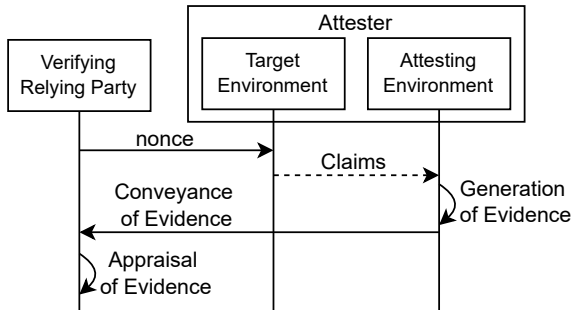 Attester
Verifying
Relying Party
Target
Environment
Attesting
Environment
nonce
Claims
Generation
of Evidence
Conveyance
of Evidence
Appraisal
of Evidence